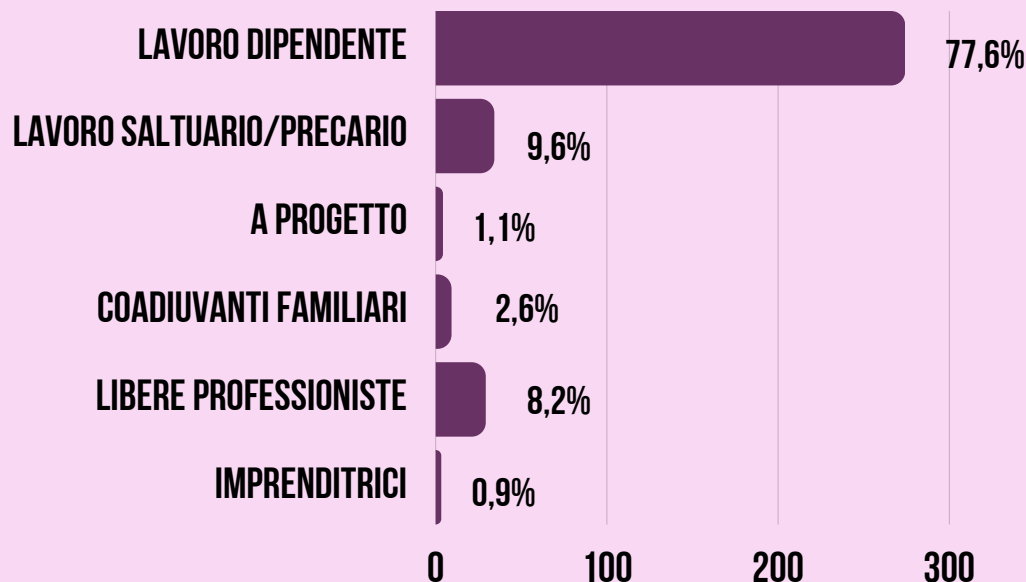 LAVORO DIPENDENTE
77,6%
LAVORO SALTUARIO/PRECARIO
9,6%
A PROGETTO
1,1%
COADIUVANTI FAMILIARI
2,6%
LIBERE PROFESSIONISTE
8,2%
IMPRENDITRICI
0,9%
0 100 200 300